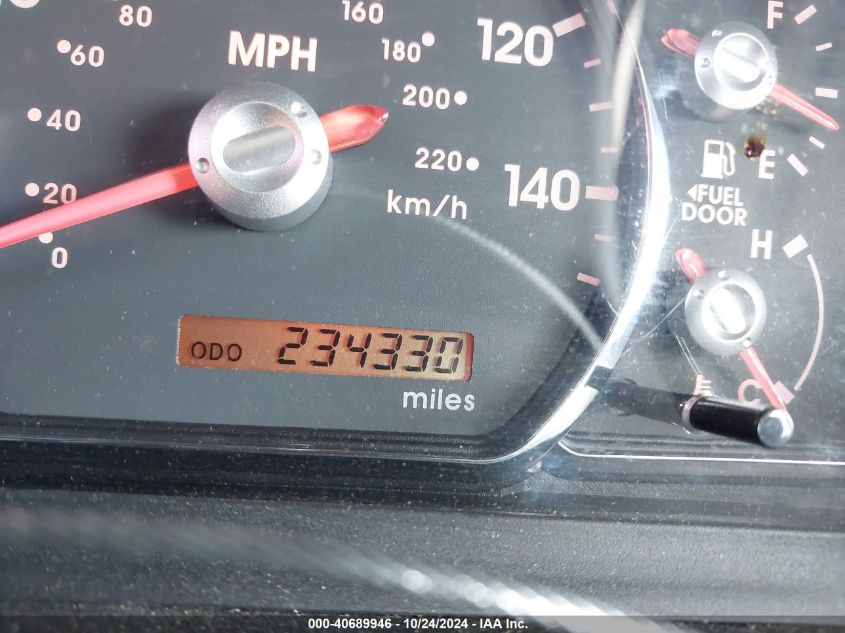 80
160
F
60
MPH
180
120
40
200
E
20
220
140
km/h
◄FUEL
DOOR
0
H
ODO 234330
miles
C
000-40689946 - 10/24/2024 - IAA, Inc.